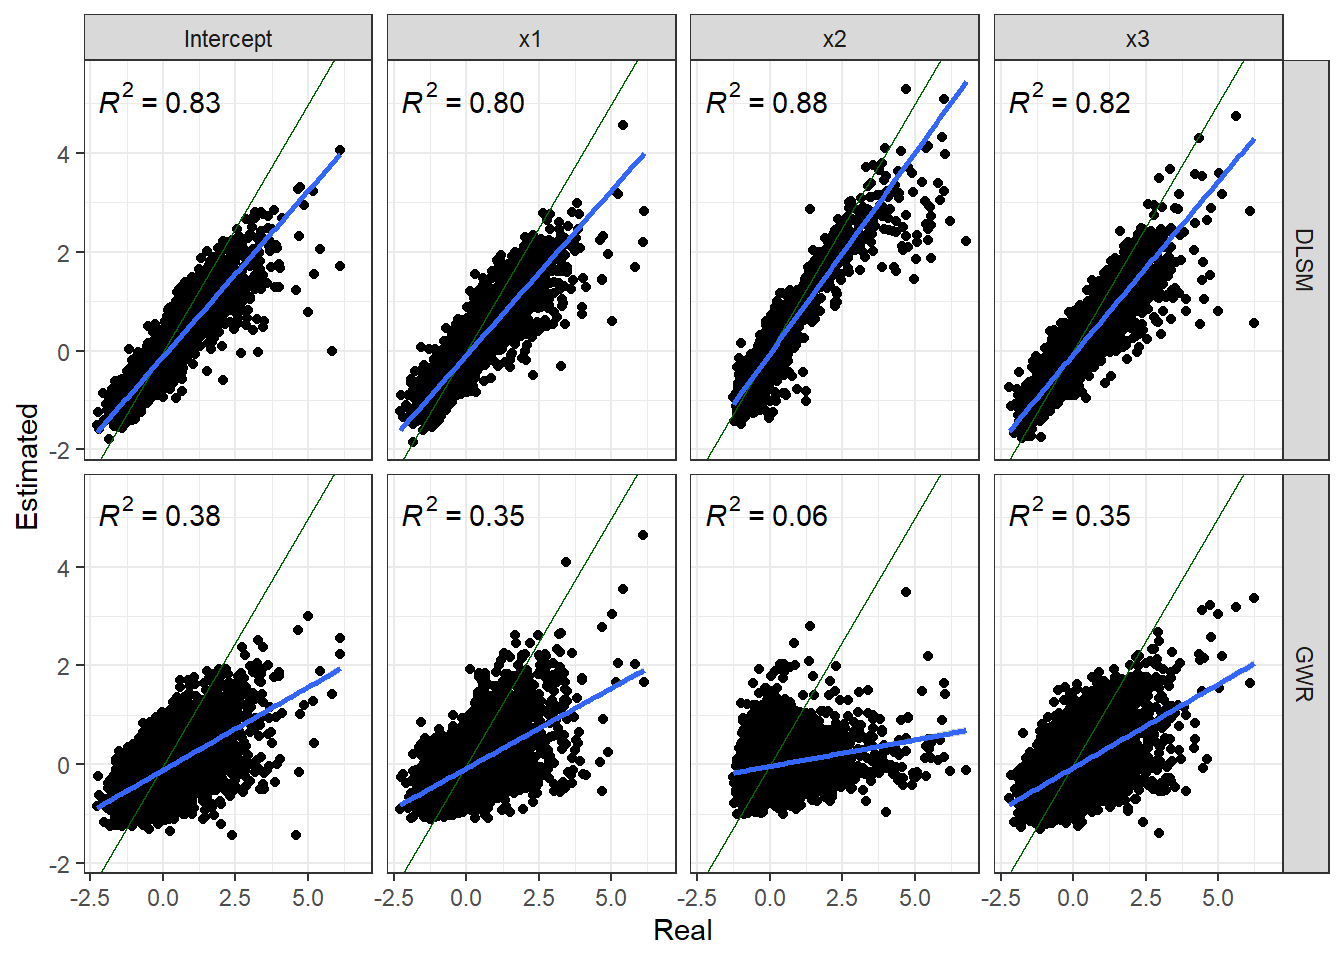 Intercept x1 x2 x3
R² = 0.83 R² = 0.80 R² = 0.88 R² = 0.82
4
2
0
-2
DLSM
Estimated
R² = 0.38 R² = 0.35 R² = 0.06 R² = 0.35
4
2
0
-2
GWR
-2.5 0.0 2.5 5.0 -2.5 0.0 2.5 5.0 -2.5 0.0 2.5 5.0 -2.5 0.0 2.5 5.0
Real